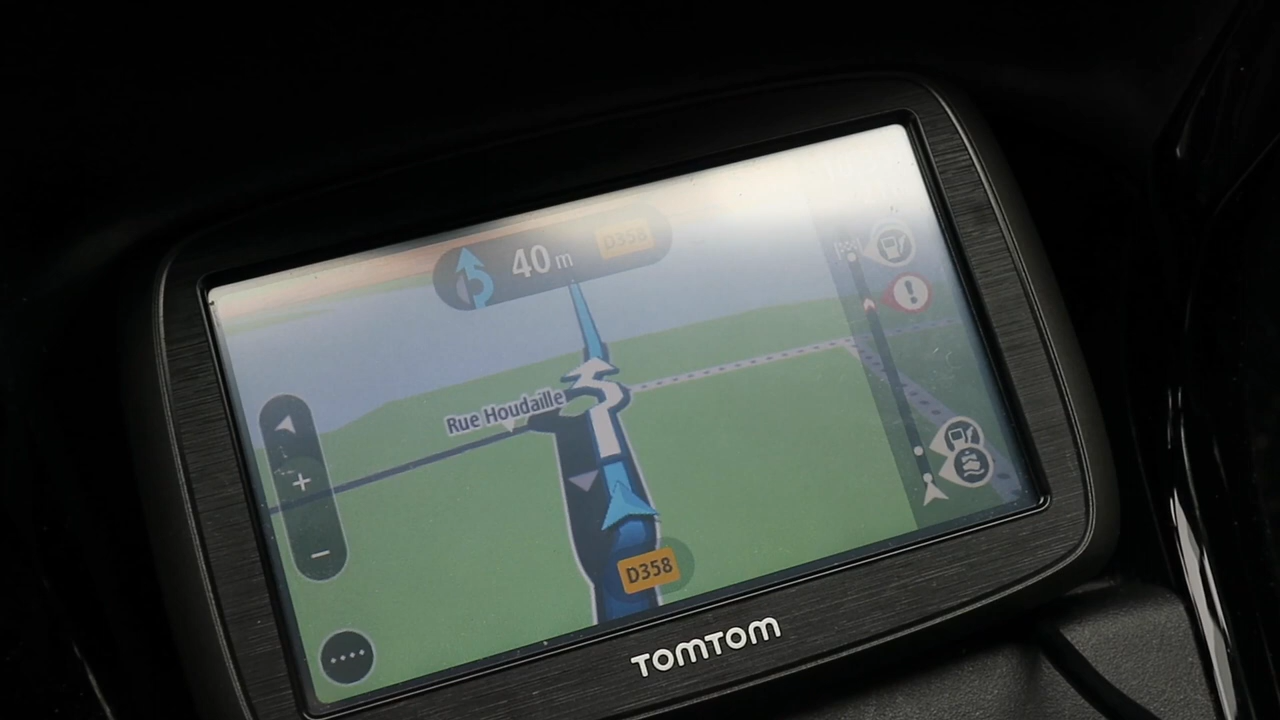 40 m D358
Rue Houdaille
+
−
D358
TOMTOM